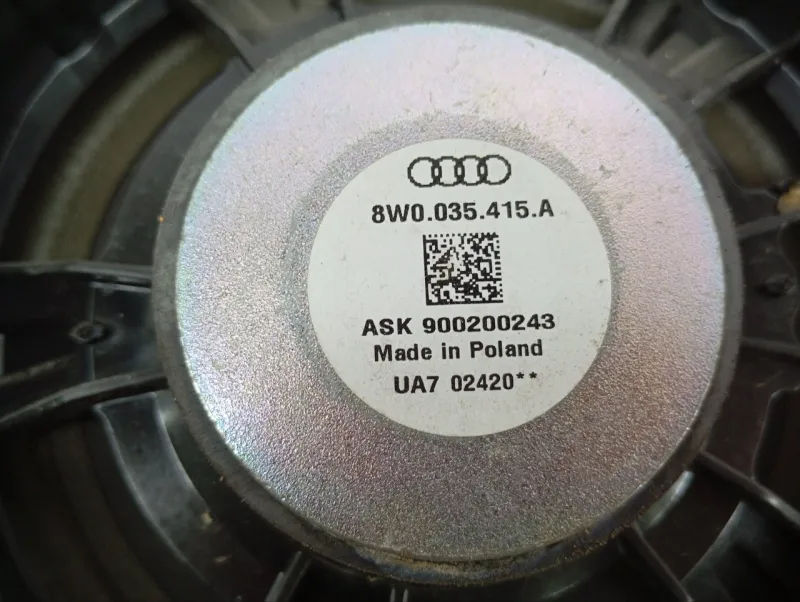 8W0.035.415.A
ASK 900200243
Made in Poland
UA7 02420**